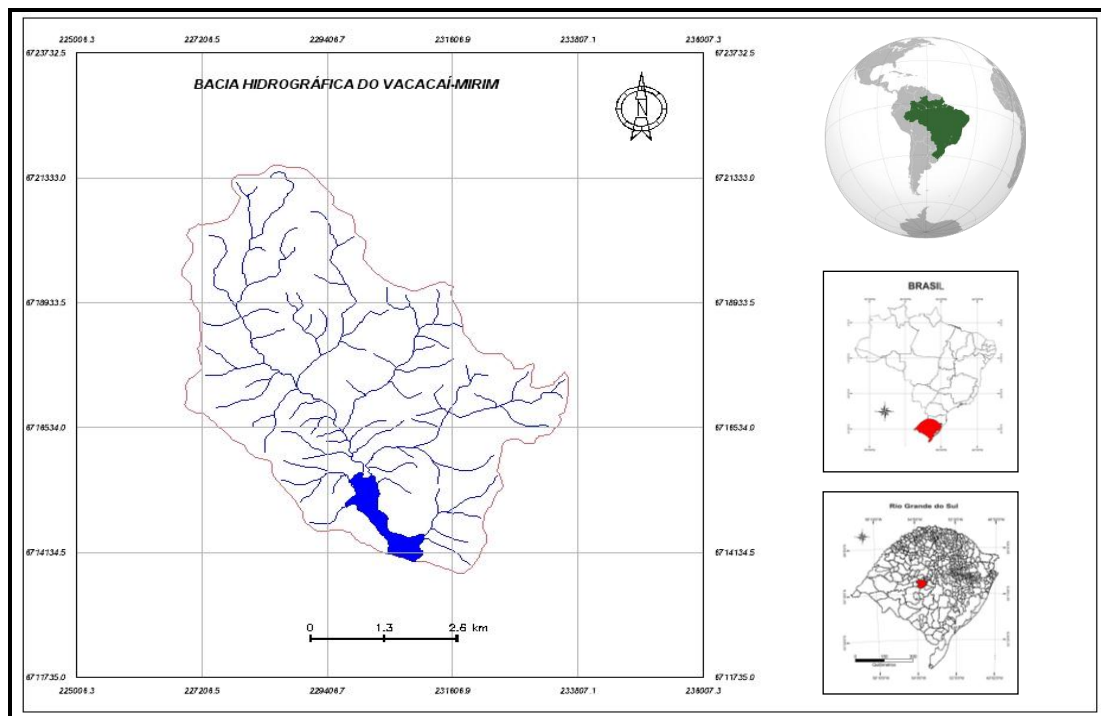 225006.3 227206.5 229406.7 231606.9 233807.1 236007.3
6723732.5 6723732.5
BACIA HIDROGRÁFICA DO VACACAÍ-MIRIM
N
6721333.0 6721333.0
6718933.5 6718933.5
6716534.0 6716534.0
6714134.5 6714134.5
0 1.3 2.6 km
6711735.0 6711735.0
225006.3 227206.5 229406.7 231606.9 233807.1 236007.3
BRASIL
Rio Grande do Sul